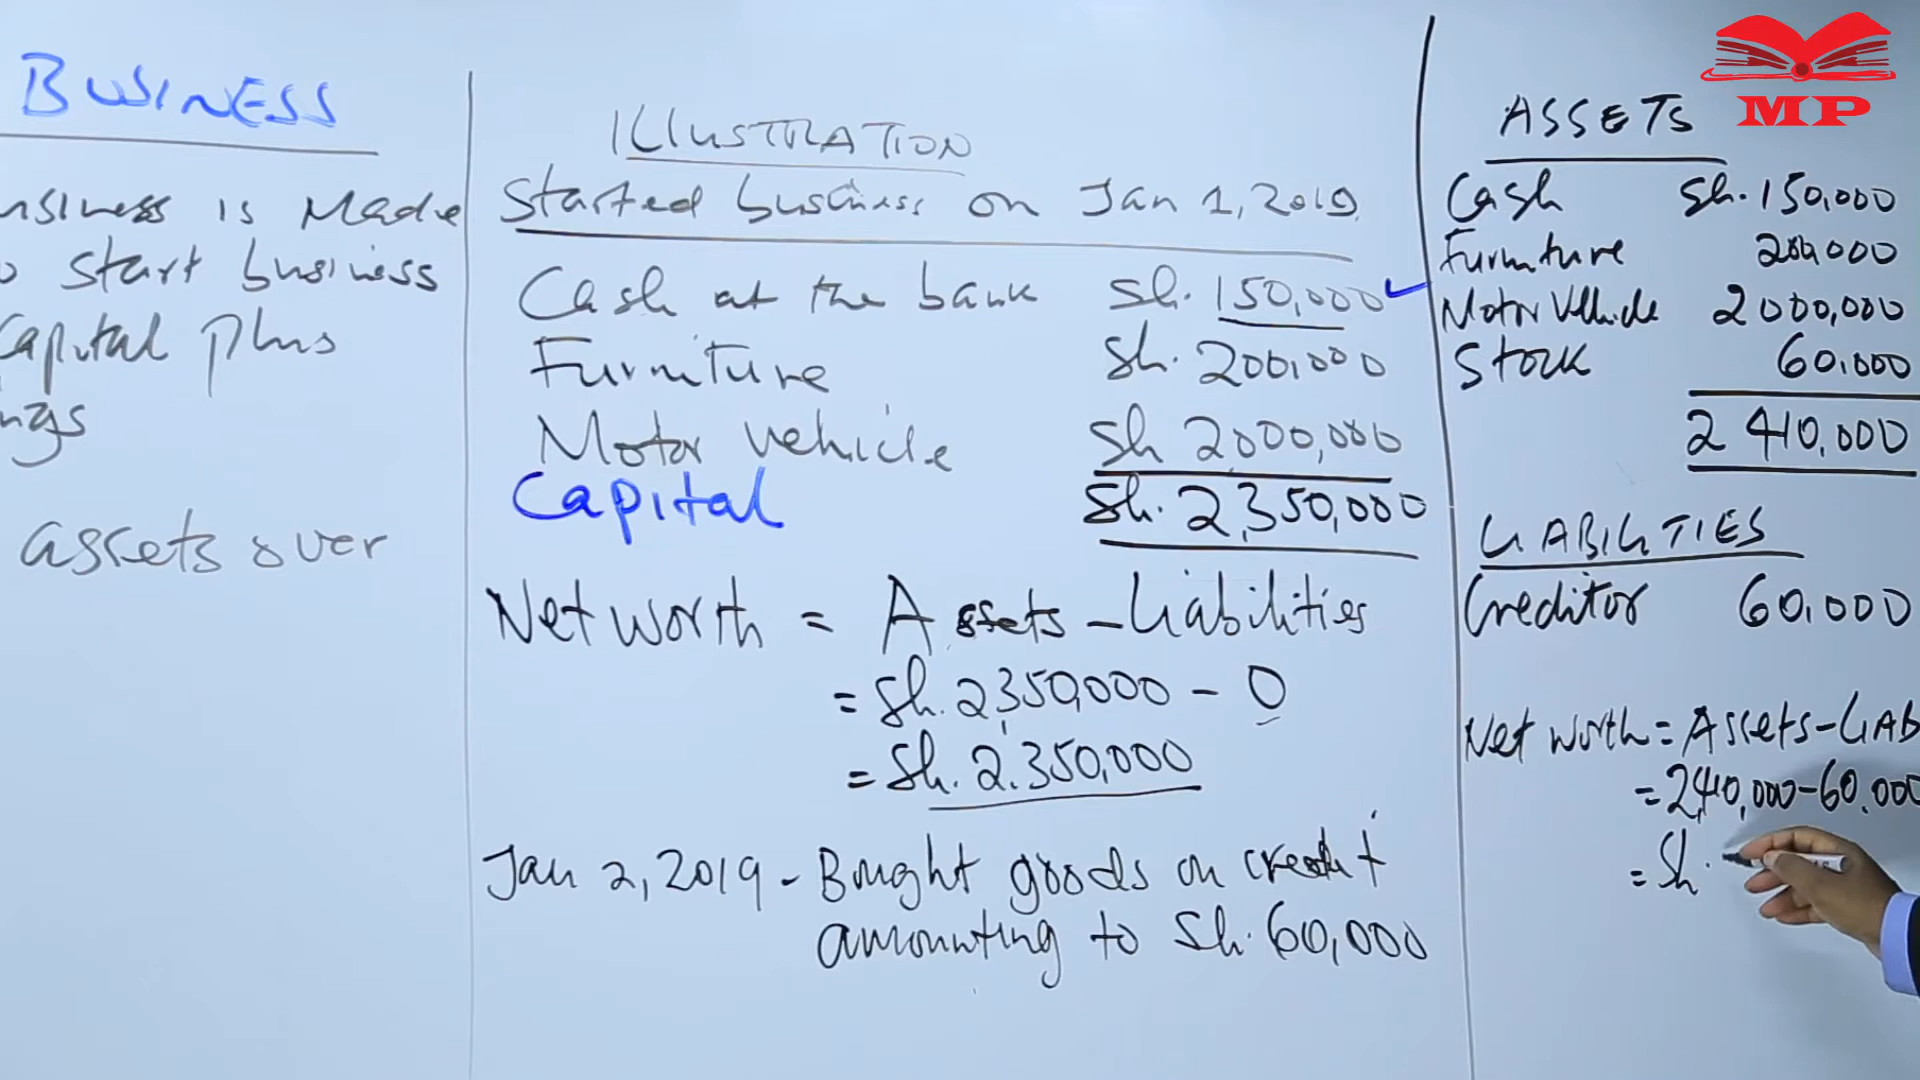 BUSINESS
usiness is Made
o start business
Capital plus
ngs
assets over
ILLUSTRATION
Started business on Jan 1, 2019
Cash at the bank Sh. 150,000
Furniture Sh. 200,000
Motor Vehicle Sh 2,000,000
Capital Sh. 2,350,000
Net worth = Assets - Liabilities
= Sh. 2,350,000 - 0
= Sh. 2.350,000
Jan 2, 2019 - Bought goods on credit
amounting to Sh. 60,000
MP
ASSETS
Cash Sh. 150,000
Furniture 200,000
Motor Vehicle 2 000,000
Stock 60,000
2 410,000
LIABILITIES
Creditor 60,000
Net worth = Assets - LIAB
= 2,410,000 - 60,000
= Sh.